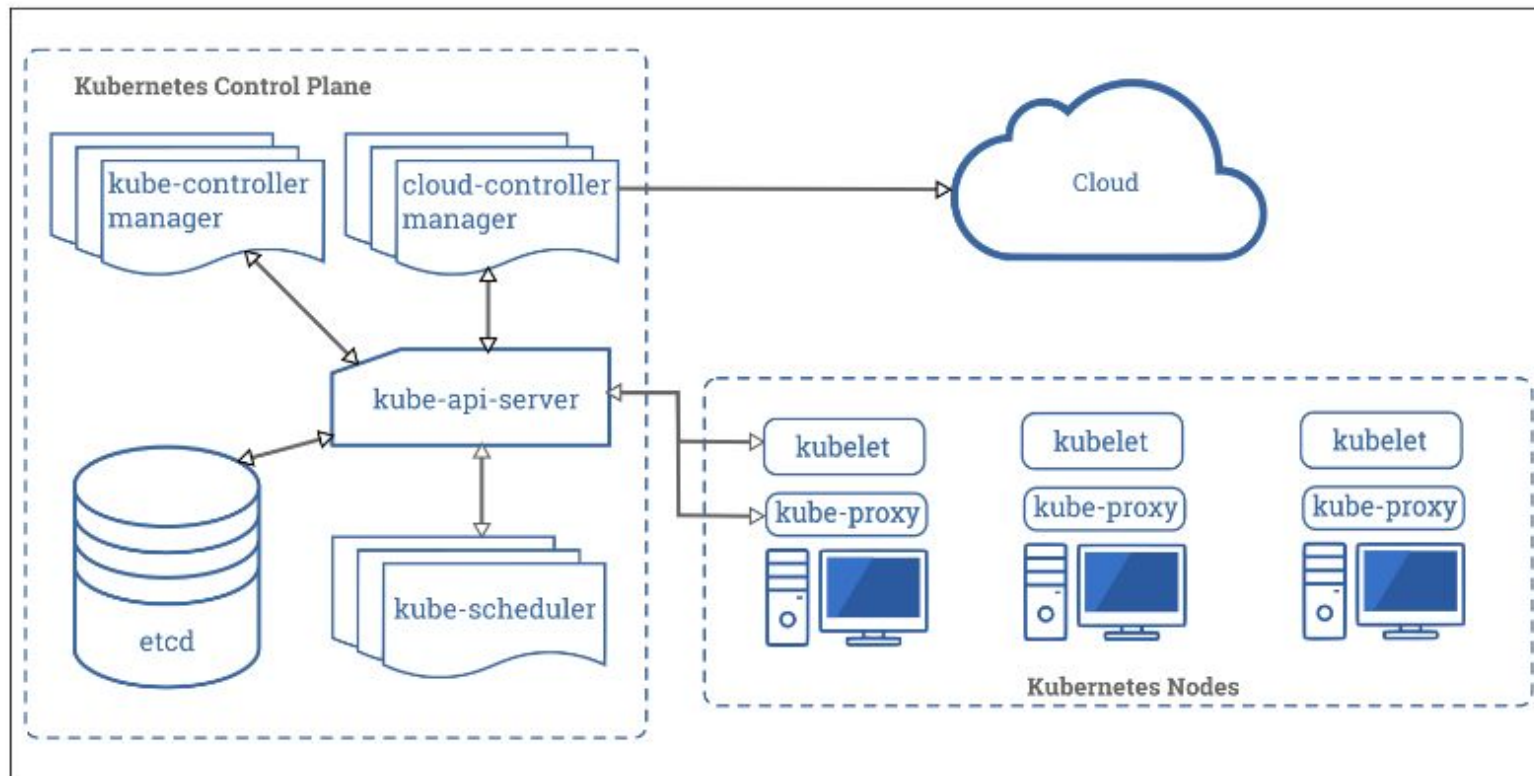 Kubernetes Control Plane
kube-controller
manager
cloud-controller
manager
Cloud
kube-api-server
etcd
kube-scheduler
kubelet
kubelet
kubelet
kube-proxy
kube-proxy
kube-proxy
Kubernetes Nodes